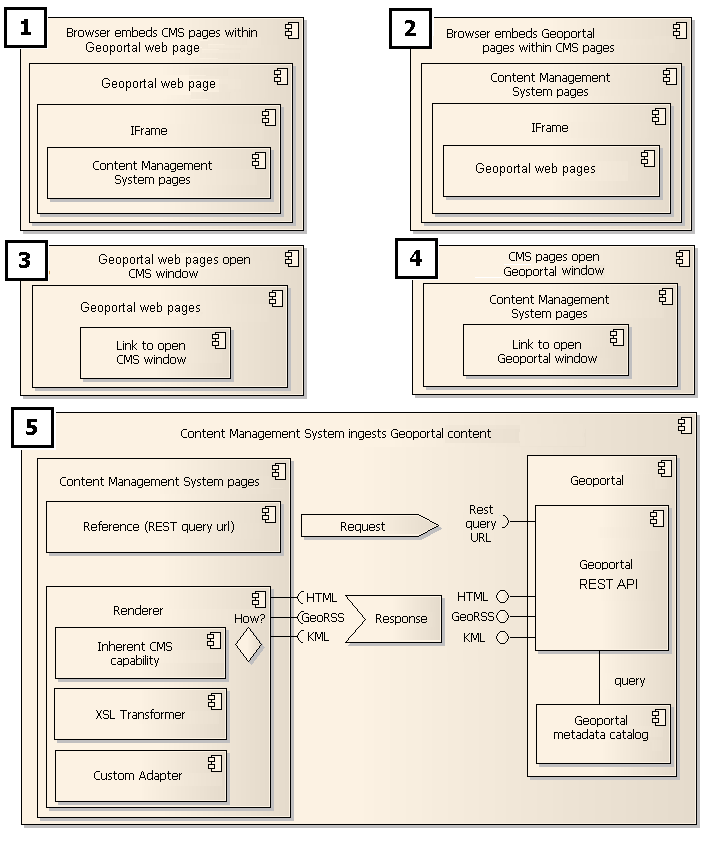 1
Browser embeds CMS pages within
Geoportal web page
Geoportal web page
IFrame
Content Management
System pages
2
Browser embeds Geoportal
pages within CMS pages
Content Management
System pages
IFrame
Geoportal web pages
3
Geoportal web pages open
CMS window
Geoportal web pages
Link to open
CMS window
4
CMS pages open
Geoportal window
Content Management
System pages
Link to open
Geoportal window
5
Content Management System ingests Geoportal content
Content Management System pages
Reference (REST query url)
Renderer
How?
Inherent CMS
capability
XSL Transformer
Custom Adapter
Request
HTML
GeoRSS
KML
Response
Rest
query
URL
HTML
GeoRSS
KML
Geoportal
Geoportal
REST API
query
Geoportal
metadata catalog